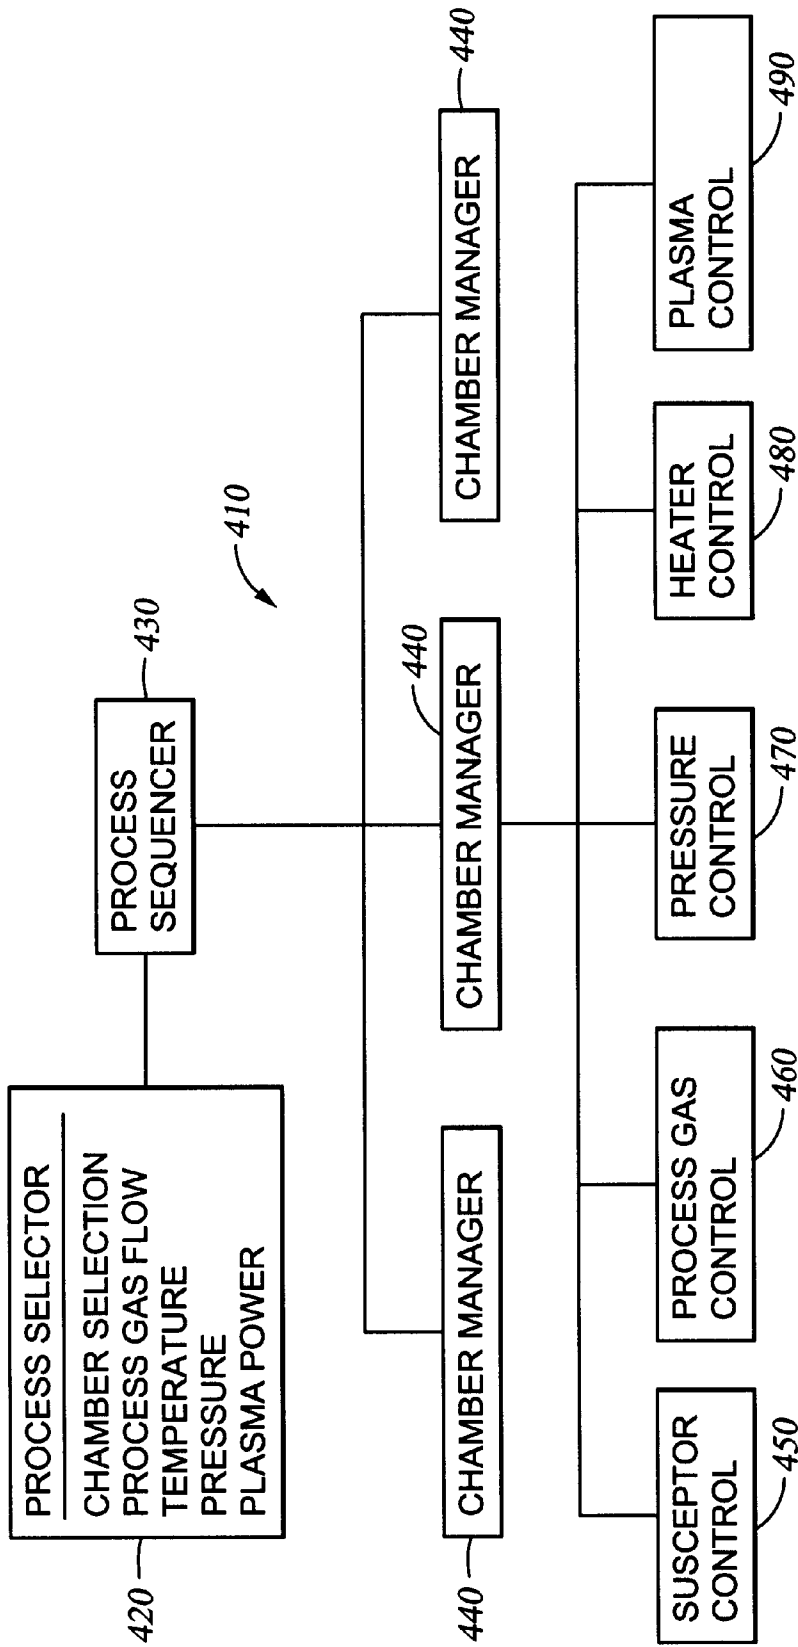 PROCESS SELECTOR
CHAMBER SELECTION
PROCESS GAS FLOW
TEMPERATURE
PRESSURE
PLASMA POWER
420
PROCESS
SEQUENCER
430
410
CHAMBER MANAGER
440
CHAMBER MANAGER
440
CHAMBER MANAGER
440
SUSCEPTOR
CONTROL
450
PROCESS GAS
CONTROL
460
PRESSURE
CONTROL
470
HEATER
CONTROL
480
PLASMA
CONTROL
490